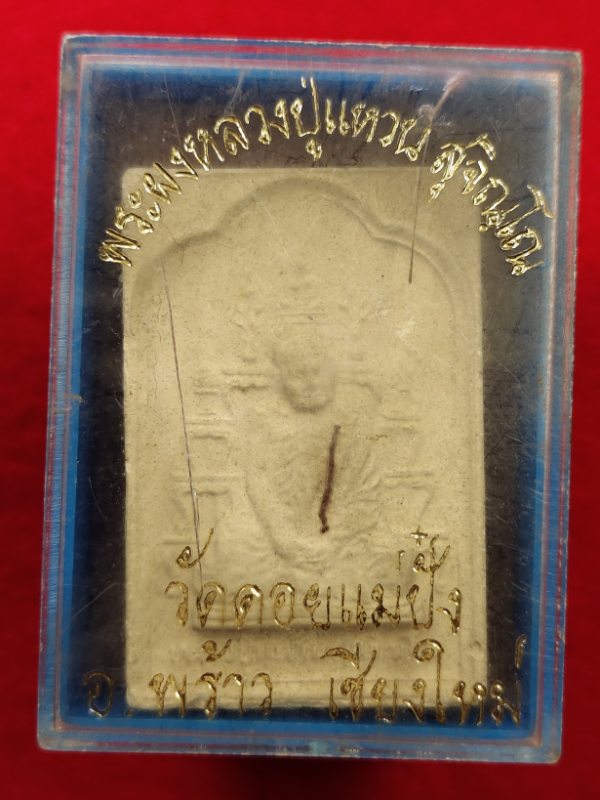 พระผงหลวงปู่แหวน สุจิณฺโณ
วัดดอยแม่ปั๋ง
อ. พร้าว เชียงใหม่